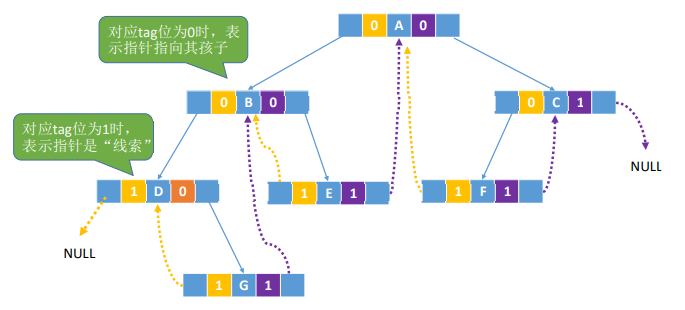 对应tag位为0时，表
示指针指向其孩子
0 A 0
0 B 0
0 C 1
对应tag位为1时，
表示指针是“线索”
NULL
1 D 0
1 E 1
1 F 1
NULL
1 G 1